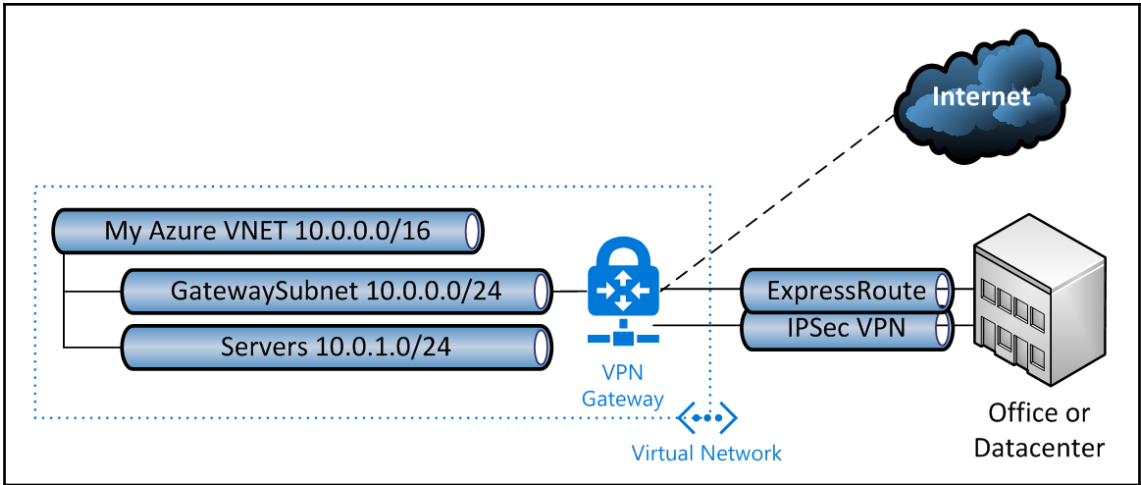 Internet
My Azure VNET 10.0.0.0/16
GatewaySubnet 10.0.0.0/24
ExpressRoute
Servers 10.0.1.0/24
IPSec VPN
VPN
Gateway
Virtual Network
Office or
Datacenter